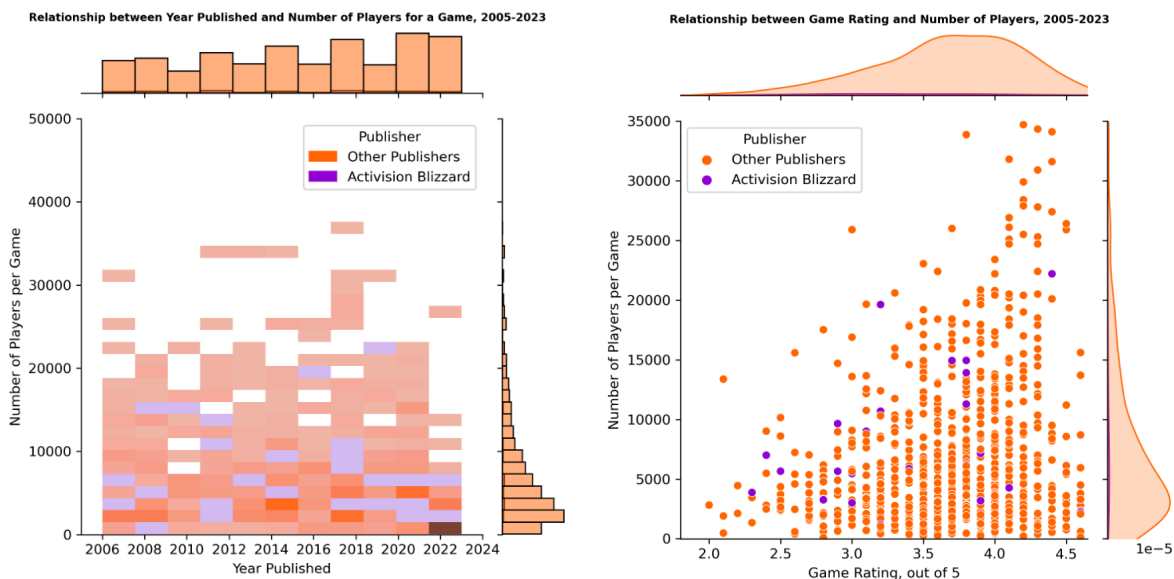 Relationship between Year Published and Number of Players for a Game, 2005-2023
50000
40000
30000
20000
10000
0
Number of Players per Game
Publisher
Other Publishers
Activision Blizzard
2006 2008 2010 2012 2014 2016 2018 2020 2022 2024
Year Published
Relationship between Game Rating and Number of Players, 2005-2023
35000
30000
25000
20000
15000
10000
5000
0
Number of Players per Game
Publisher
Other Publishers
Activision Blizzard
2.0 2.5 3.0 3.5 4.0 4.5
1e−5
Game Rating, out of 5